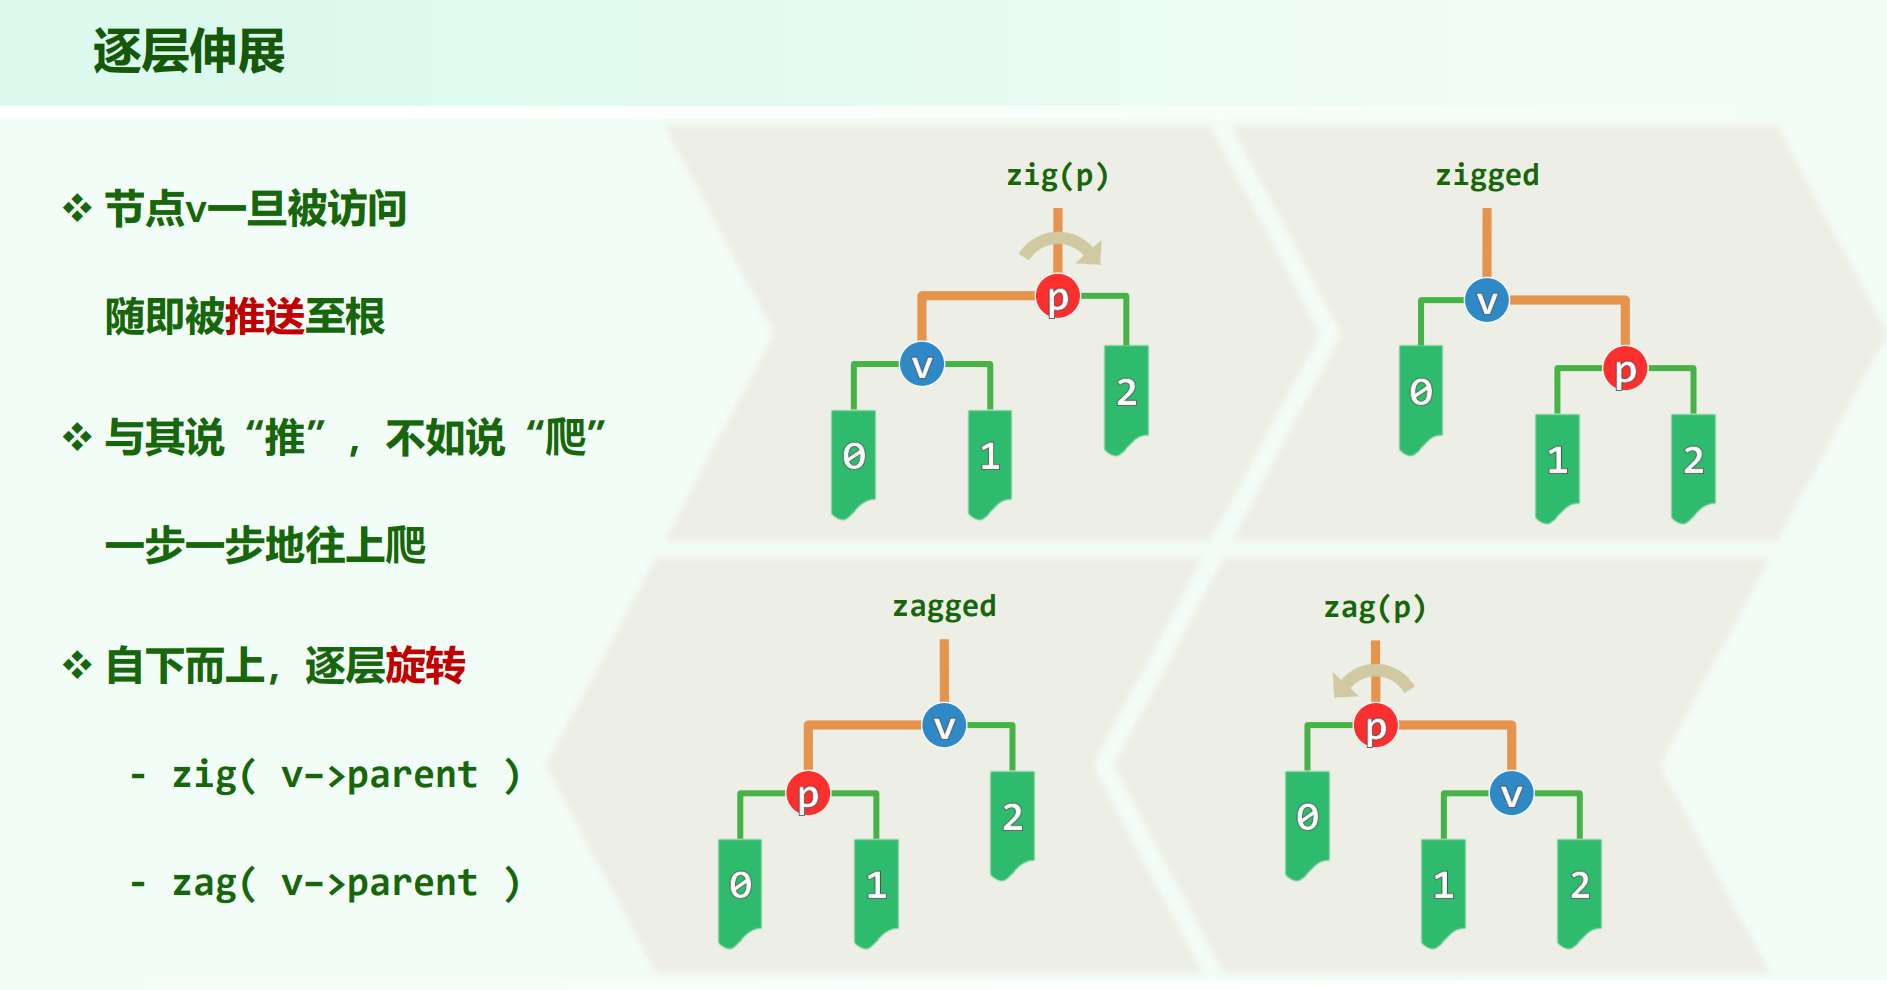 逐层伸展
❖ 节点v一旦被访问
随即被推送至根
❖ 与其说“推”，不如说“爬”
一步一步地往上爬
❖ 自下而上，逐层旋转
- zig( v->parent )
- zag( v->parent )
zig(p)
p
v
2
0
1
zigged
v
0
p
1
2
zagged
v
p
2
0
1
zag(p)
p
0
v
1
2